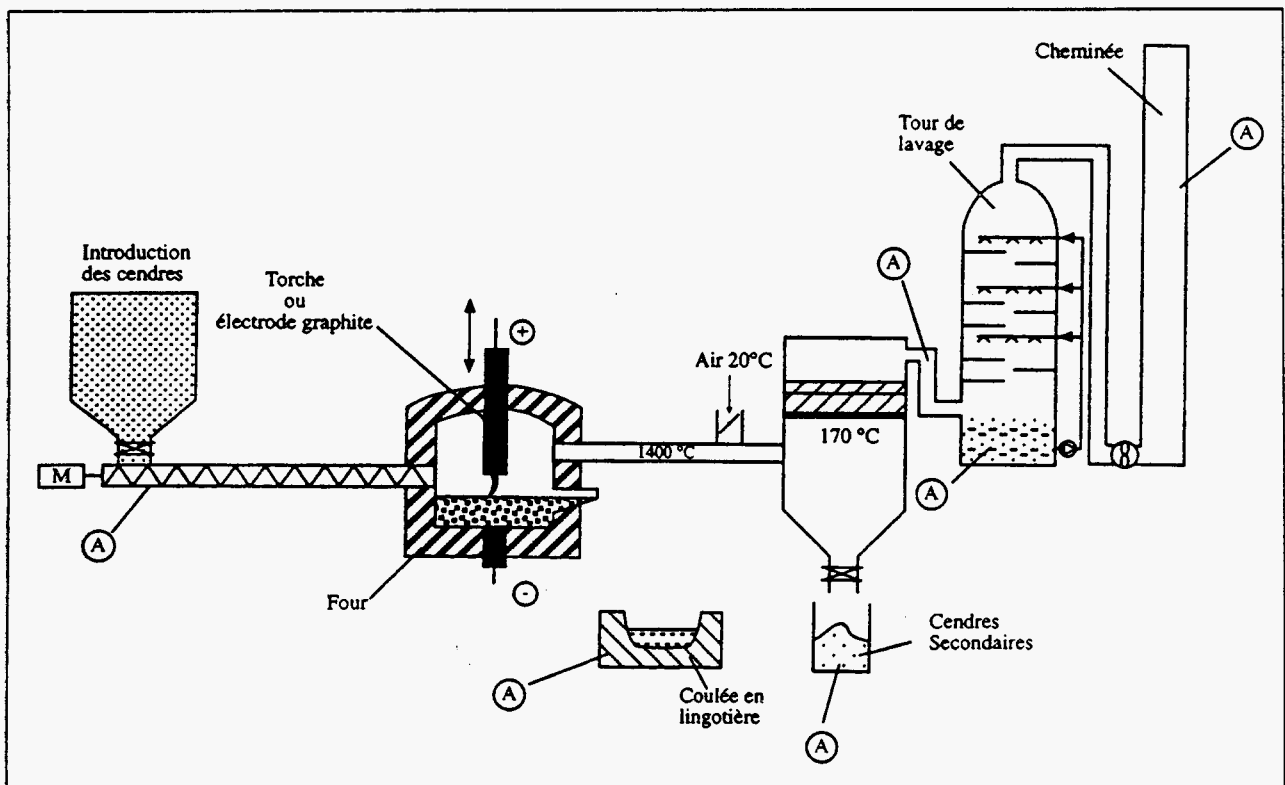 Cheminée
Tour de
lavage
A
Introduction
des cendres
Torche
ou
électrode graphite
+
A
Air 20°C
170 °C
1400 °C
M
A
A
-
Four
Cendres
Secondaires
A
Coulée en
lingotière
A